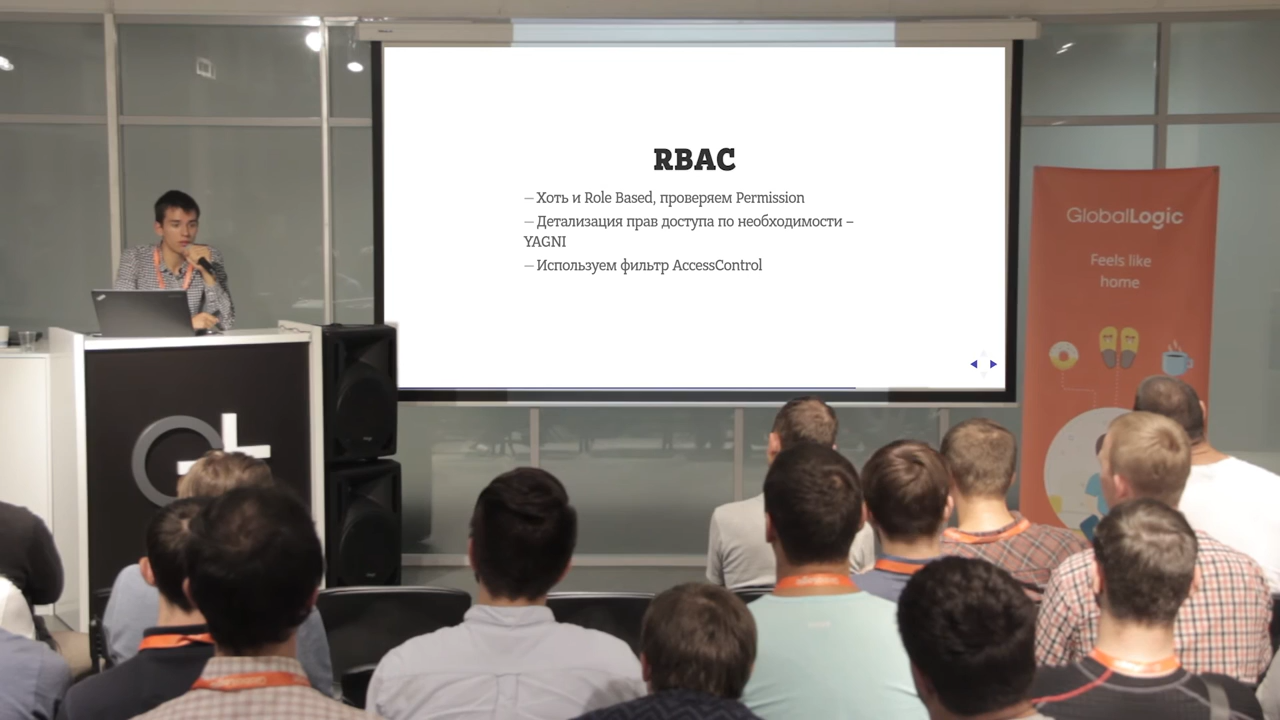 RBAC
– Хоть и Role Based, проверяем Permission
– Детализация прав доступа по необходимости –
YAGNI
– Используем фильтр AccessControl
GlobalLogic
Feels like
home